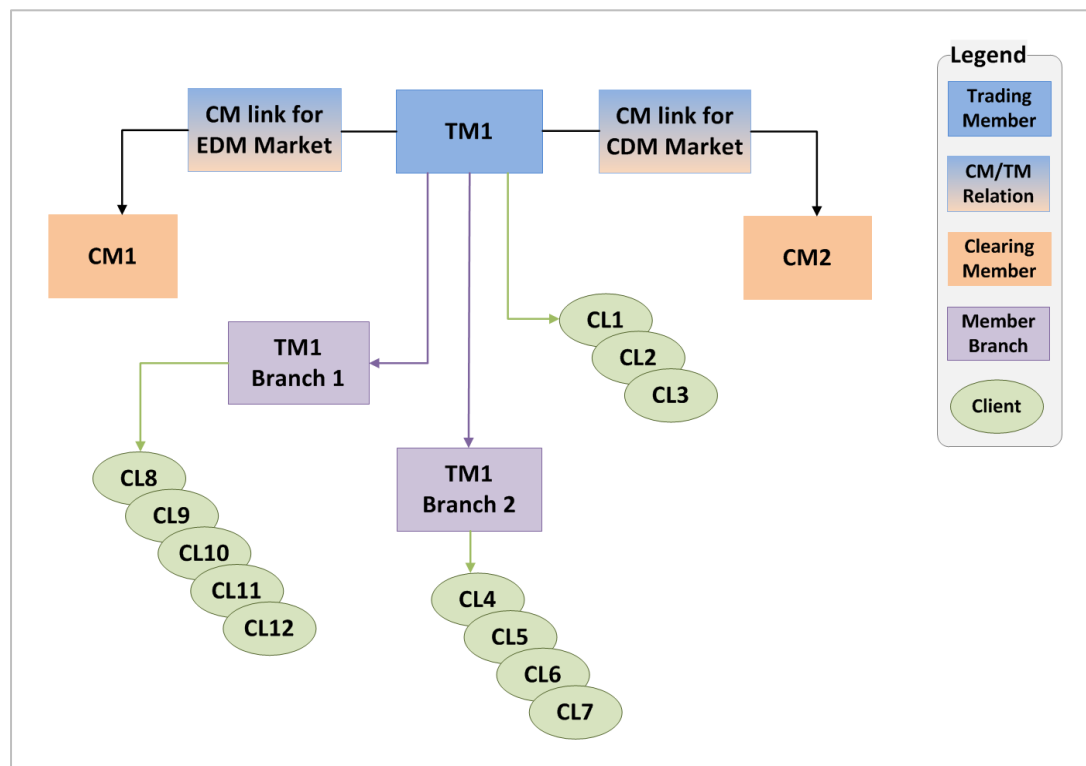 CM link for
EDM Market
TM1
CM link for
CDM Market
CM1
CM2
TM1
Branch 1
CL1
CL2
CL3
TM1
Branch 2
CL8
CL9
CL10
CL11
CL12
CL4
CL5
CL6
CL7
Legend
Trading
Member
CM/TM
Relation
Clearing
Member
Member
Branch
Client